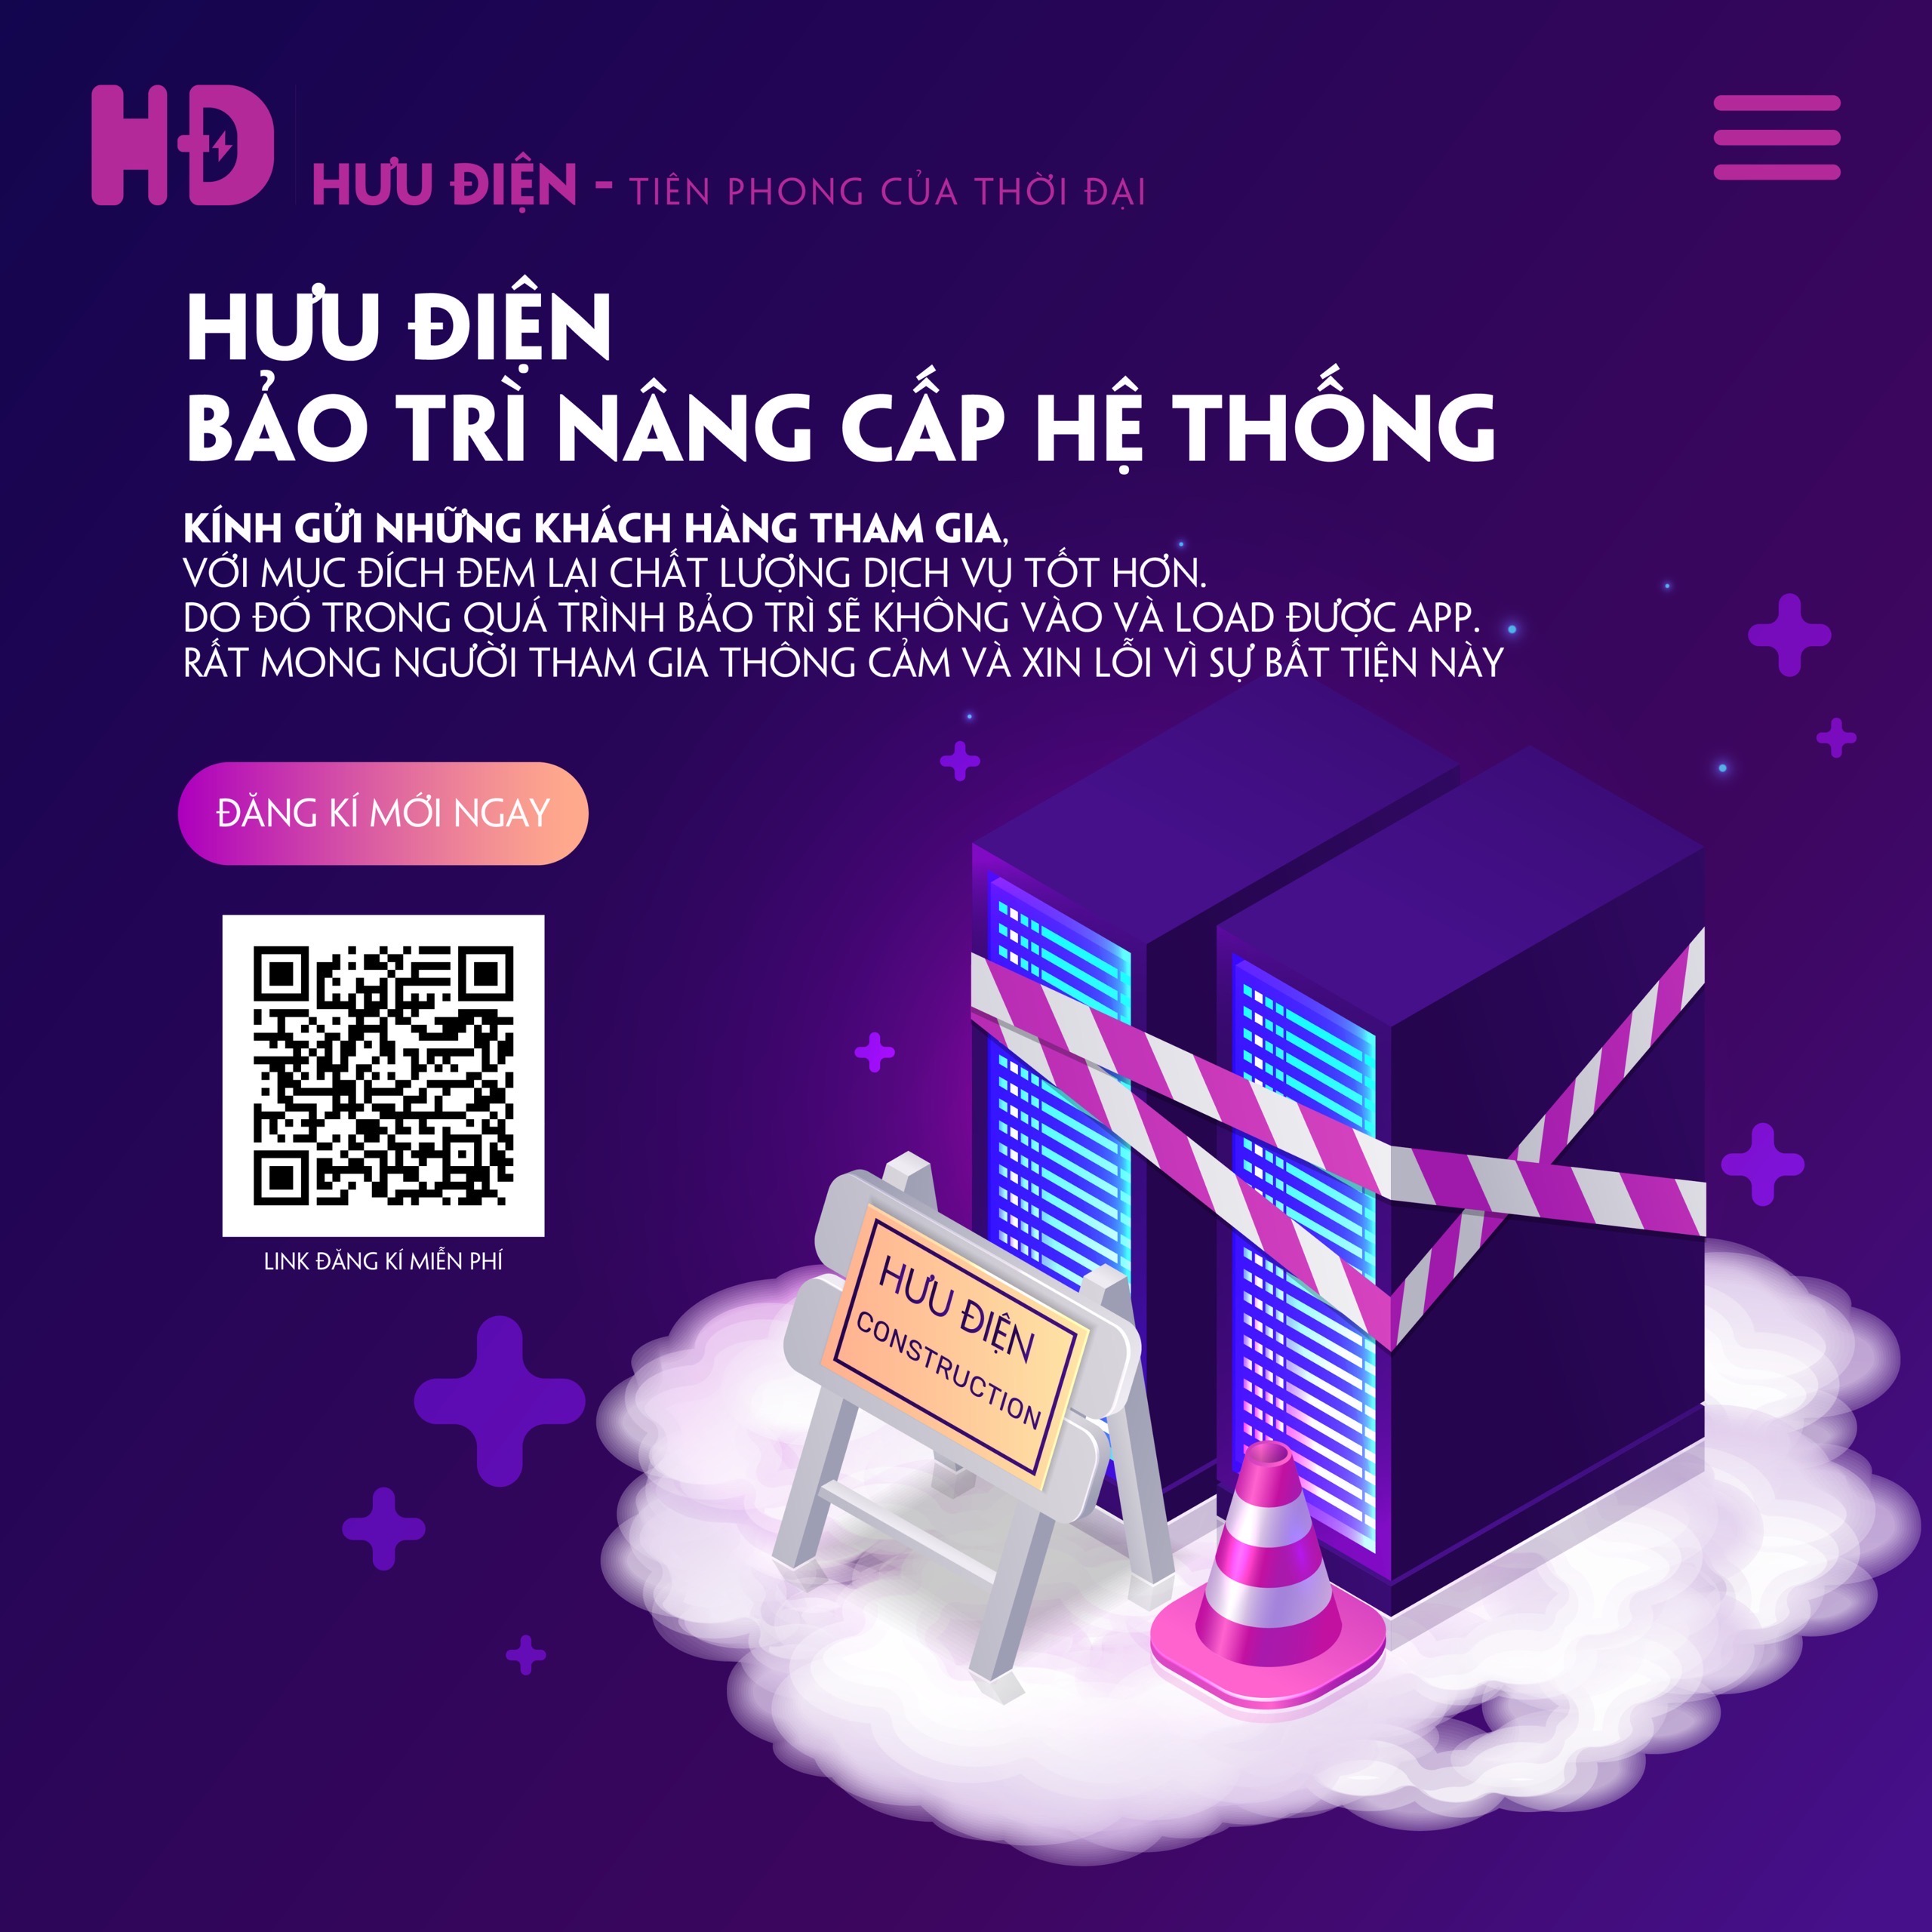 HĐ
HƯU ĐIỆN - TIÊN PHONG CỦA THỜI ĐẠI
HƯU ĐIỆN
BẢO TRÌ NÂNG CẤP HỆ THỐNG
KÍNH GỬI NHỮNG KHÁCH HÀNG THAM GIA,
VỚI MỤC ĐÍCH ĐEM LẠI CHẤT LƯỢNG DỊCH VỤ TỐT HƠN.
DO ĐÓ TRONG QUÁ TRÌNH BẢO TRÌ SẼ KHÔNG VÀO VÀ LOAD ĐƯỢC APP.
RẤT MONG NGƯỜI THAM GIA THÔNG CẢM VÀ XIN LỖI VÌ SỰ BẤT TIỆN NÀY
ĐĂNG KÍ MỚI NGAY
LINK ĐĂNG KÍ MIỄN PHÍ
HƯU ĐIỆN
CONSTRUCTION